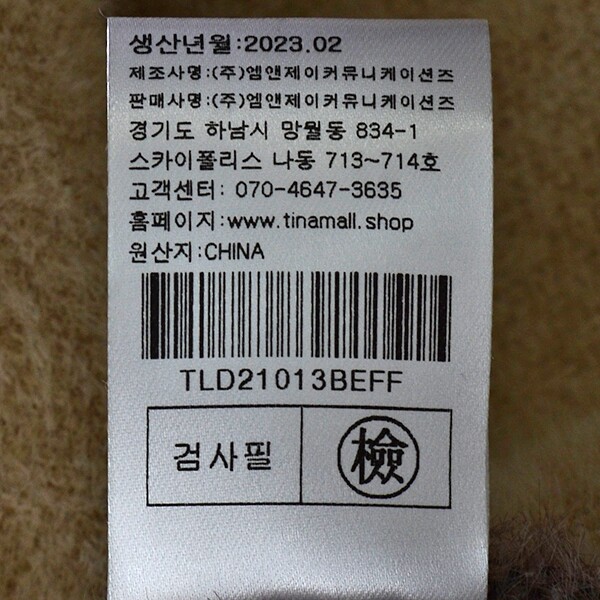 생산년월:2023.02
제조사명:(주)엠앤제이커뮤니케이션즈
판매사명:(주)엠앤제이커뮤니케이션즈
경기도 하남시 망월동 834-1
스카이폴리스 나동 713~714호
고객센터: 070-4647-3635
홈페이지:www.tinamall.shop
원산지:CHINA
TLD21013BEFF
검사필 檢